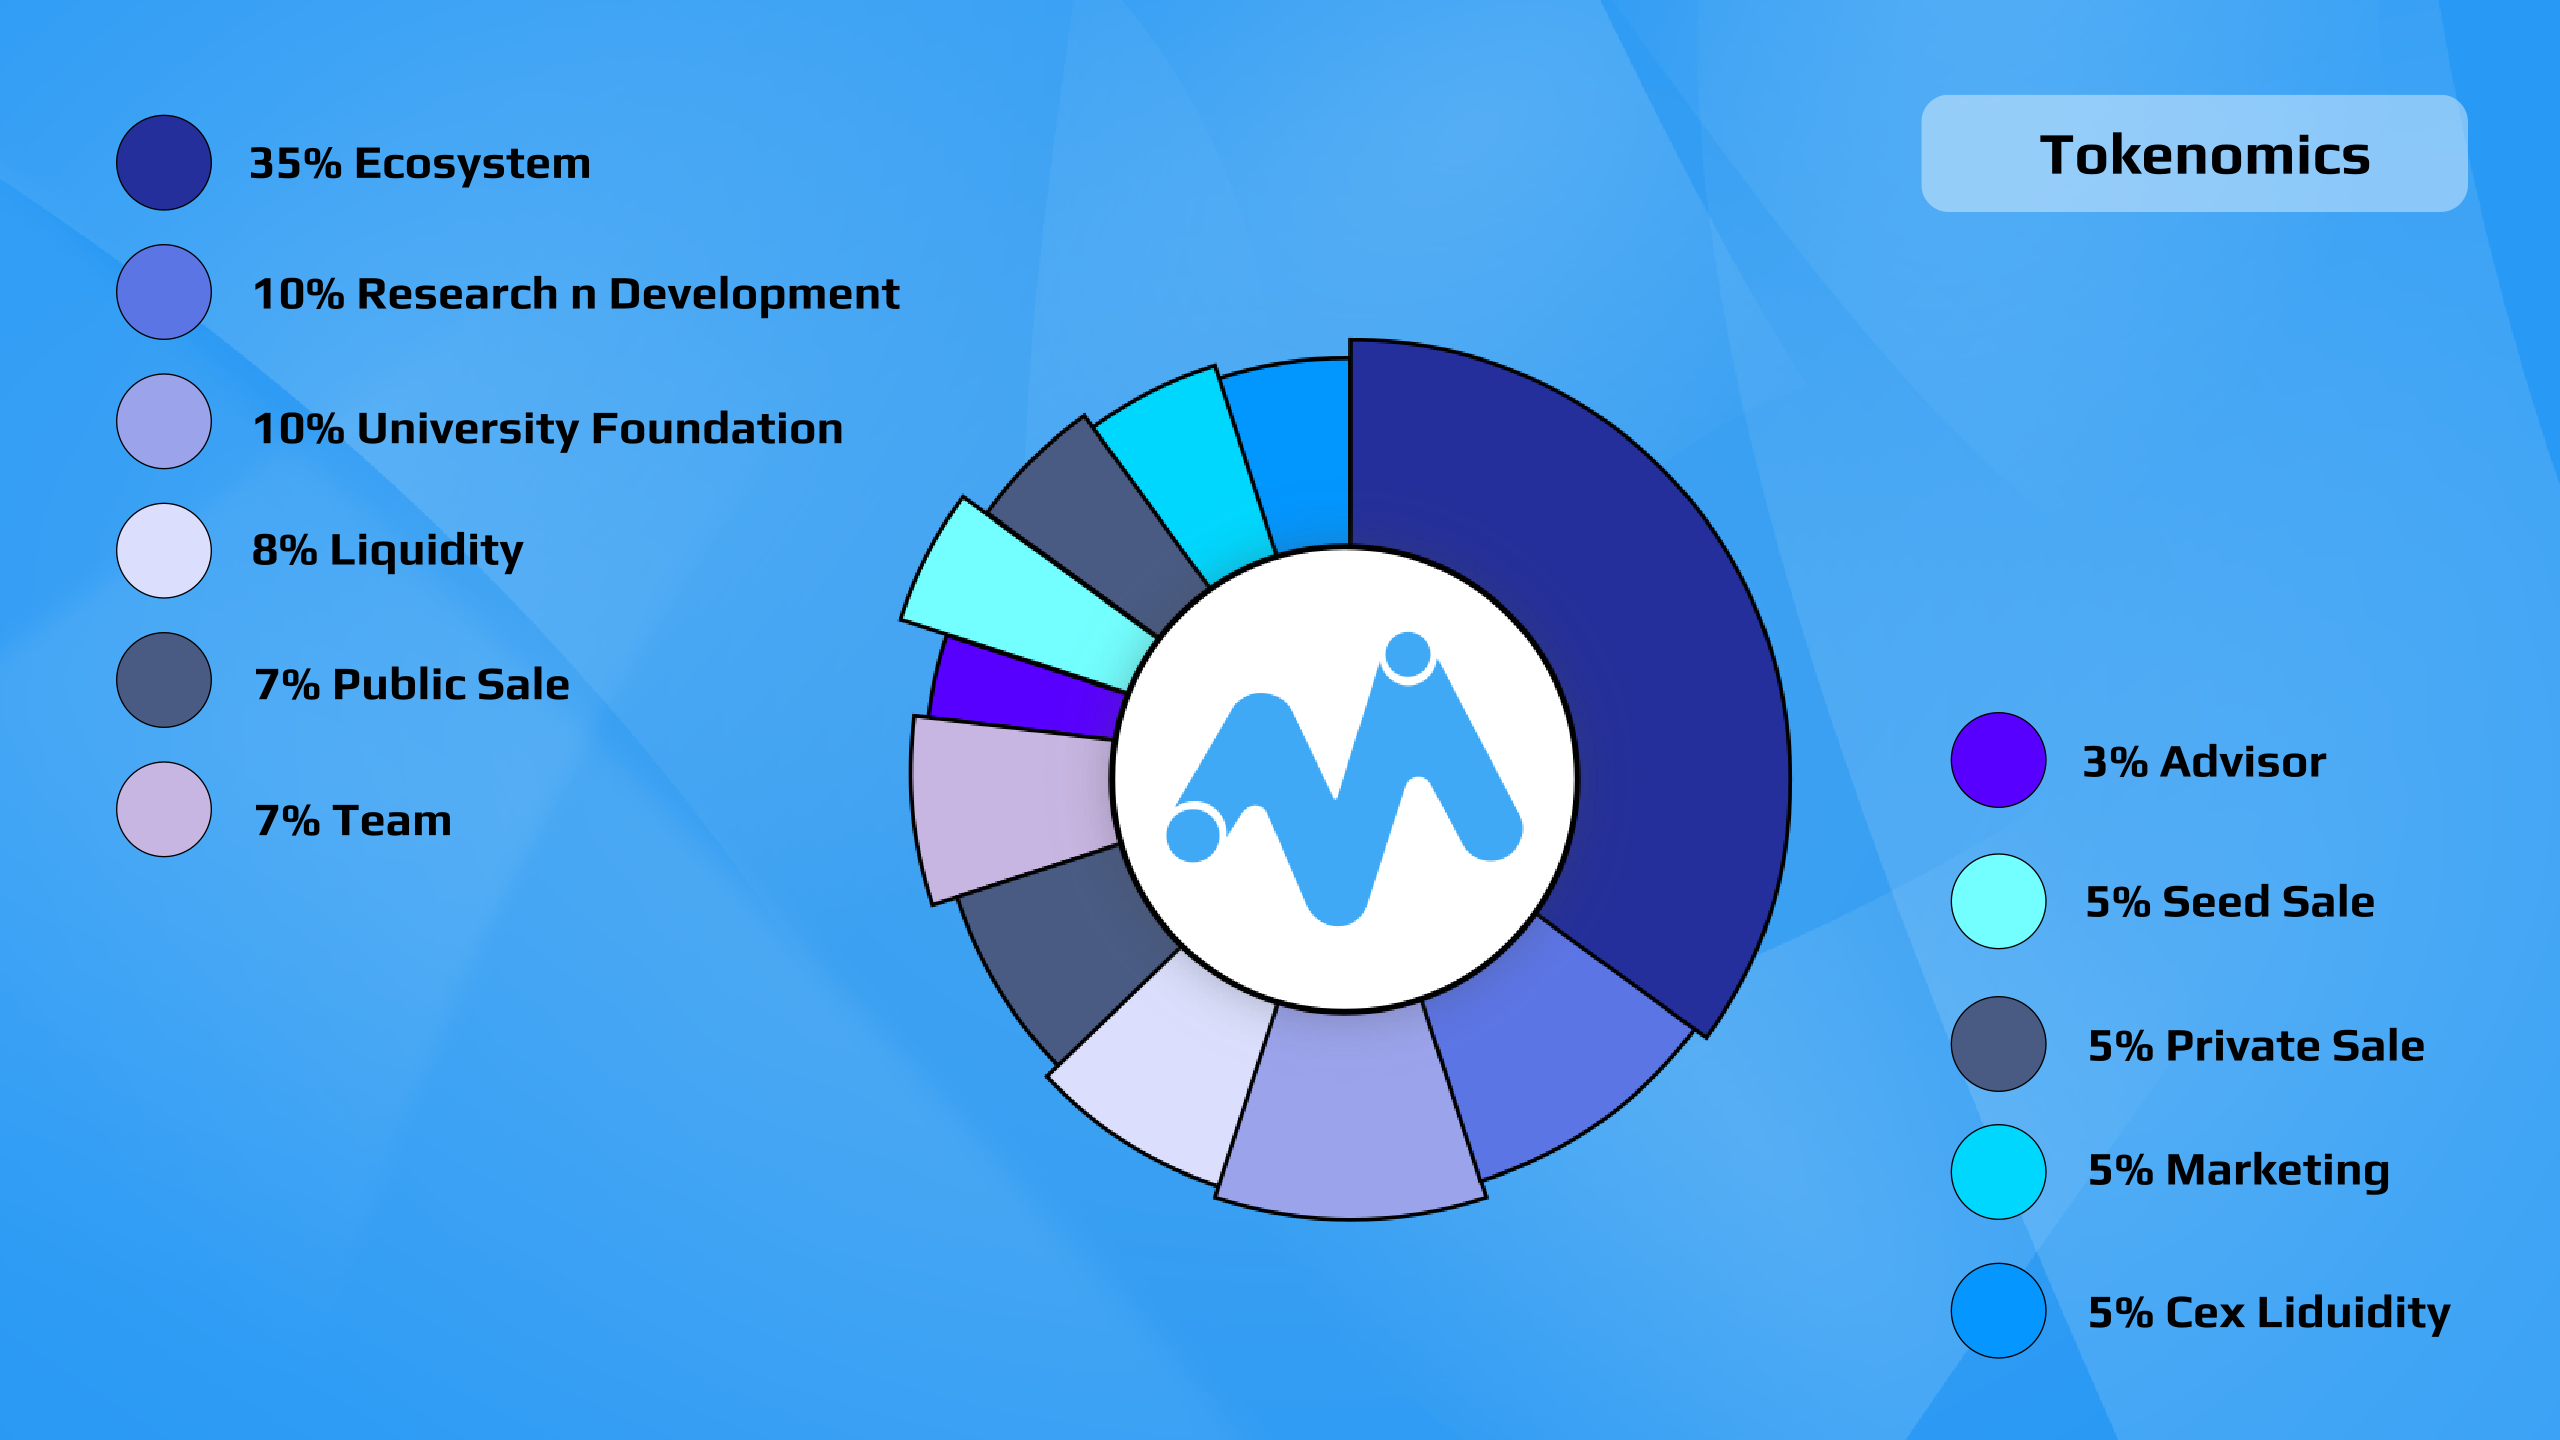 Tokenomics
35% Ecosystem
10% Research n Development
10% University Foundation
8% Liquidity
7% Public Sale
7% Team
3% Advisor
5% Seed Sale
5% Private Sale
5% Marketing
5% Cex Liduidity